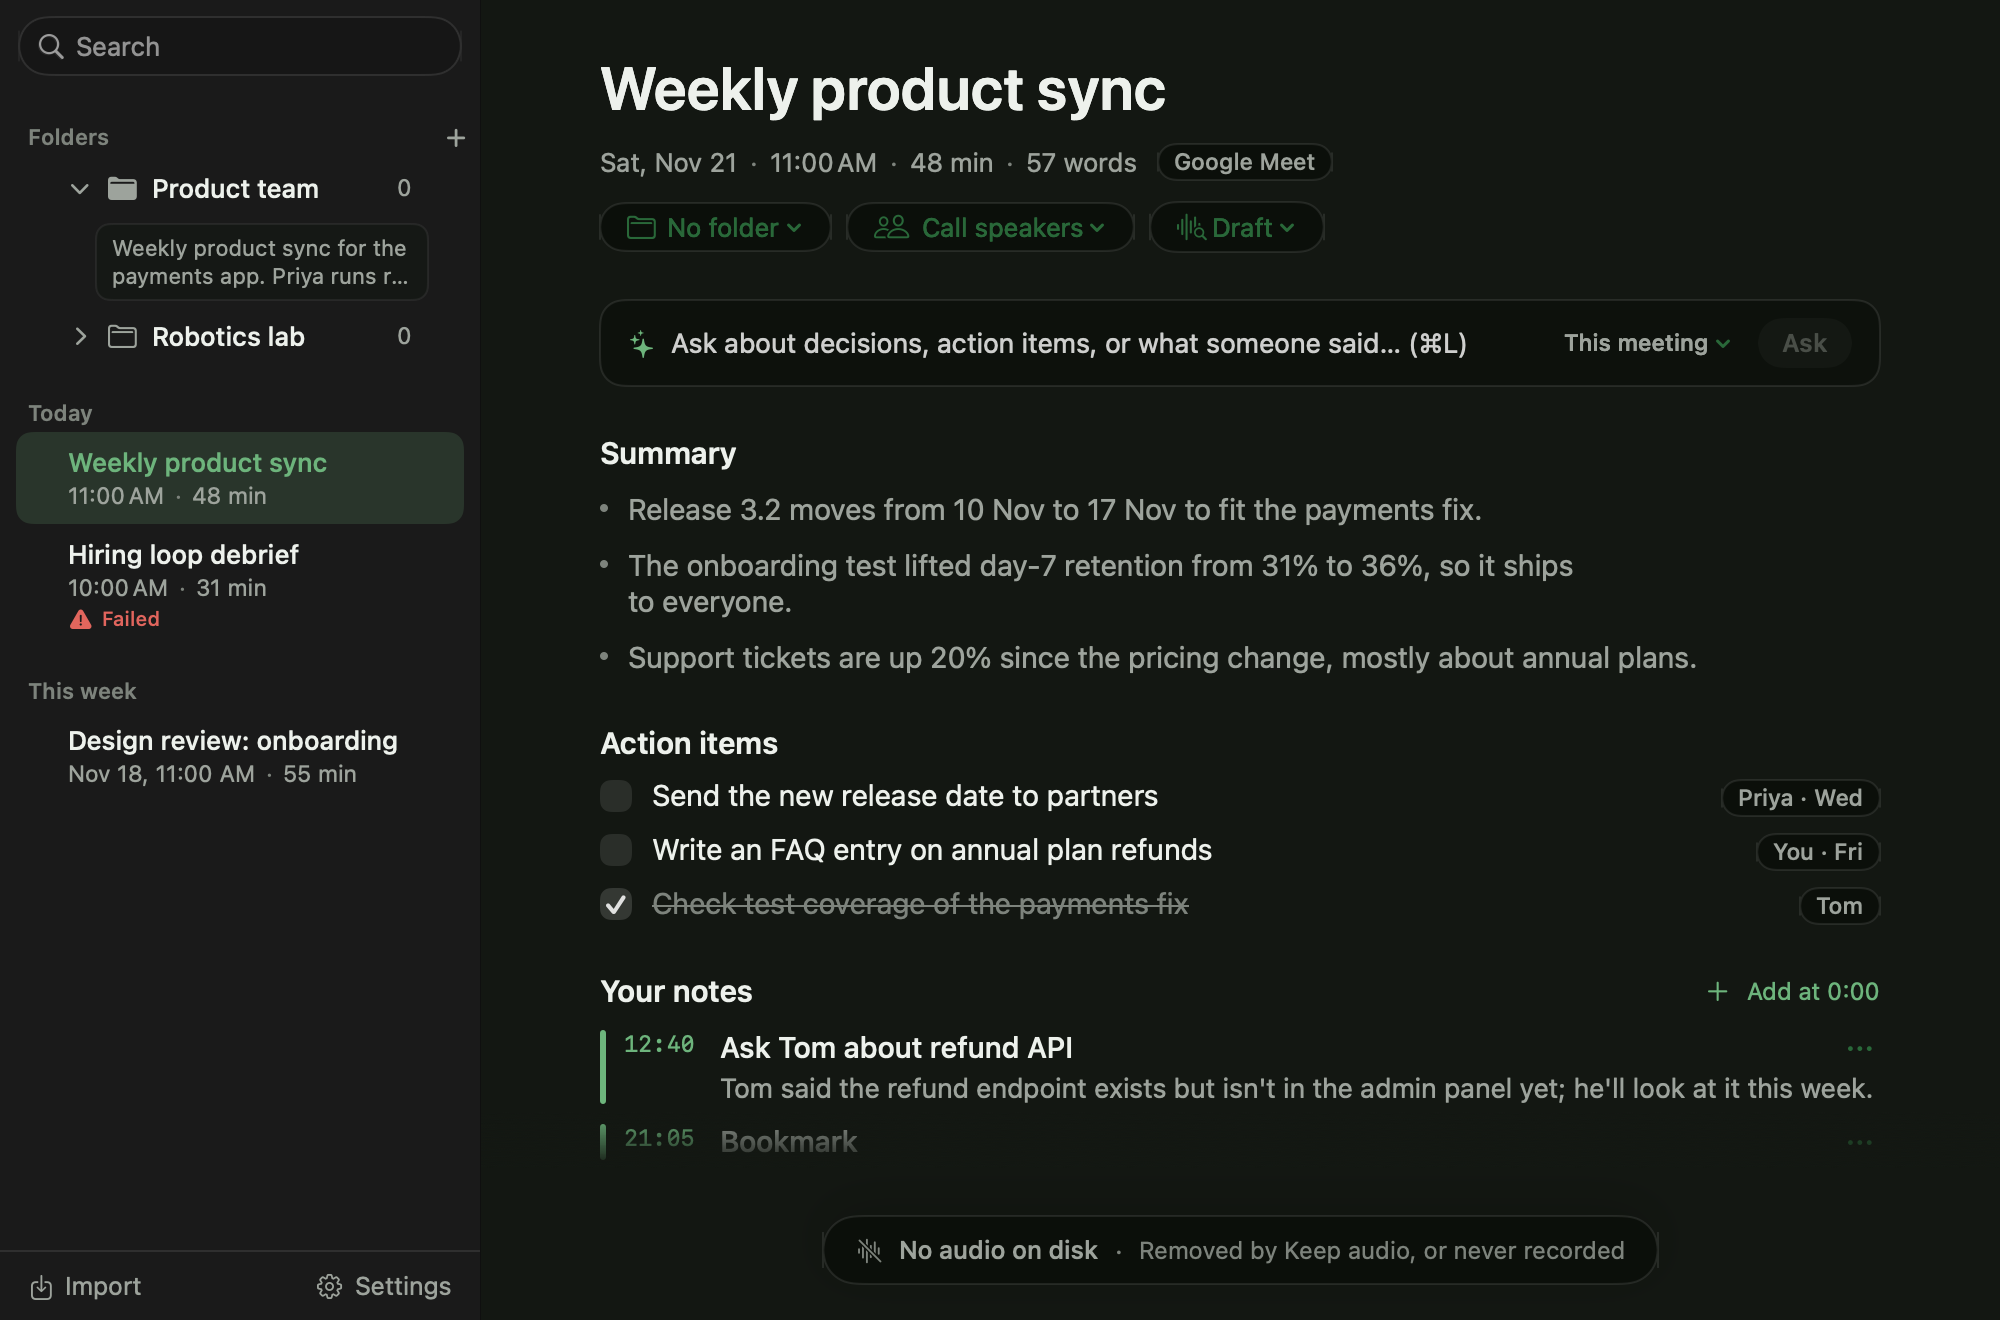 Search
Folders
Product team 0
Weekly product sync for the
payments app. Priya runs r...
Robotics lab 0
Today
Weekly product sync
11:00 AM · 48 min
Hiring loop debrief
10:00 AM · 31 min
Failed
This week
Design review: onboarding
Nov 18, 11:00 AM · 55 min
Import
Settings
Weekly product sync
Sat, Nov 21 · 11:00 AM · 48 min · 57 words Google Meet
No folder Call speakers Draft
Ask about decisions, action items, or what someone said... (⌘L) This meeting Ask
Summary
• Release 3.2 moves from 10 Nov to 17 Nov to fit the payments fix.
• The onboarding test lifted day-7 retention from 31% to 36%, so it ships
to everyone.
• Support tickets are up 20% since the pricing change, mostly about annual plans.
Action items
Send the new release date to partners Priya · Wed
Write an FAQ entry on annual plan refunds You · Fri
Check test coverage of the payments fix Tom
Your notes + Add at 0:00
12:40 Ask Tom about refund API
Tom said the refund endpoint exists but isn't in the admin panel yet; he'll look at it this week.
21:05 Bookmark
No audio on disk · Removed by Keep audio, or never recorded